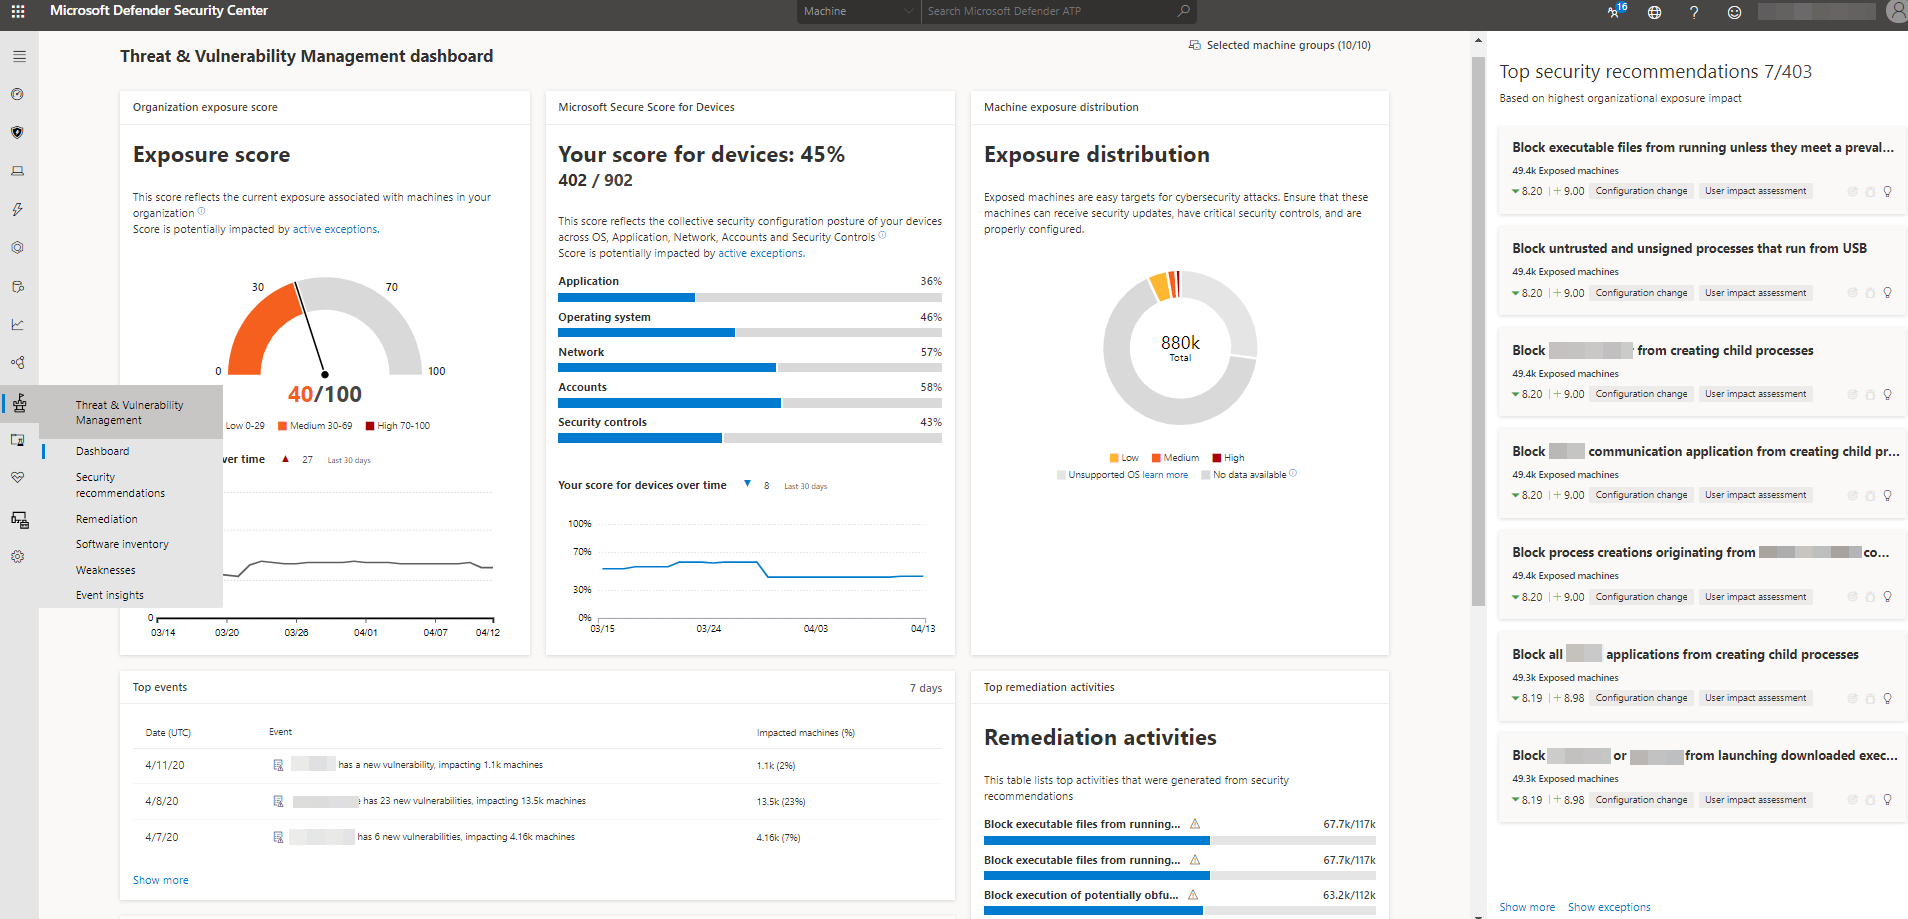 Microsoft Defender Security Center
Machine
Search Microsoft Defender ATP
16
?
Threat & Vulnerability Management dashboard
Selected machine groups (10/10)
Organization exposure score
Exposure score
This score reflects the current exposure associated with machines in your
organization
Score is potentially impacted by active exceptions.
30
70
0
100
40/100
Low 0-29 Medium 30-69 High 70-100
ver time 27 Last 30 days
0
03/14 03/20 03/26 04/01 04/07 04/12
Threat & Vulnerability
Management
Dashboard
Security
recommendations
Remediation
Software inventory
Weaknesses
Event insights
Microsoft Secure Score for Devices
Your score for devices: 45%
402 / 902
This score reflects the collective security configuration posture of your devices
across OS, Application, Network, Accounts and Security Controls
Score is potentially impacted by active exceptions.
Application 36%
Operating system 46%
Network 57%
Accounts 58%
Security controls 43%
Your score for devices over time 8 Last 30 days
100%
70%
30%
0%
03/15 03/24 04/03 04/13
Machine exposure distribution
Exposure distribution
Exposed machines are easy targets for cybersecurity attacks. Ensure that these
machines can receive security updates, have critical security controls, and are
properly configured.
880k
Total
Low Medium High
Unsupported OS learn more No data available
Top events 7 days
Date (UTC) Event Impacted machines (%)
4/11/20 has a new vulnerability, impacting 1.1k machines 1.1k (2%)
4/8/20 has 23 new vulnerabilities, impacting 13.5k machines 13.5k (23%)
4/7/20 has 6 new vulnerabilities, impacting 4.16k machines 4.16k (7%)
Show more
Top remediation activities
Remediation activities
This table lists top activities that were generated from security
recommendations
Block executable files from running... 67.7k/117k
Block executable files from running... 67.7k/117k
Block execution of potentially obfu... 63.2k/112k
Top security recommendations 7/403
Based on highest organizational exposure impact
Block executable files from running unless they meet a preval...
49.4k Exposed machines
8.20 | + 9.00 Configuration change User impact assessment
Block untrusted and unsigned processes that run from USB
49.4k Exposed machines
8.20 | + 9.00 Configuration change User impact assessment
Block from creating child processes
49.4k Exposed machines
8.20 | + 9.00 Configuration change User impact assessment
Block communication application from creating child pr...
49.4k Exposed machines
8.20 | + 9.00 Configuration change User impact assessment
Block process creations originating from co...
49.4k Exposed machines
8.20 | + 9.00 Configuration change User impact assessment
Block all applications from creating child processes
49.3k Exposed machines
8.19 | + 8.98 Configuration change User impact assessment
Block or from launching downloaded exec...
49.3k Exposed machines
8.19 | + 8.98 Configuration change User impact assessment
Show more Show exceptions